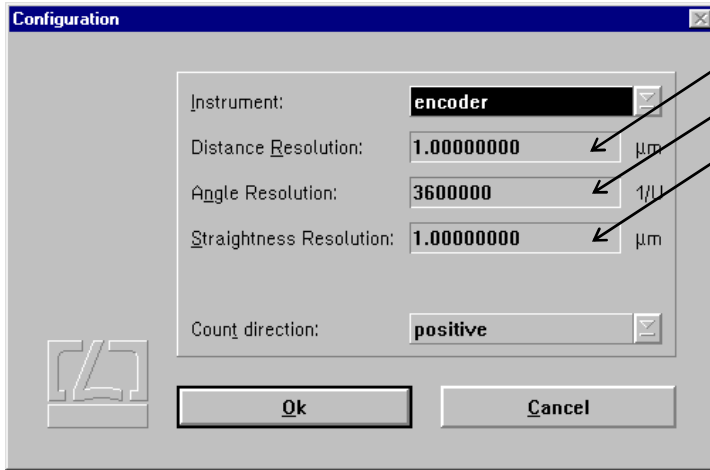 Configuration
Instrument: encoder
Distance Resolution: 1.00000000 µm
Angle Resolution: 3600000 1/U
Straightness Resolution: 1.00000000 µm
Count direction: positive
Ok Cancel